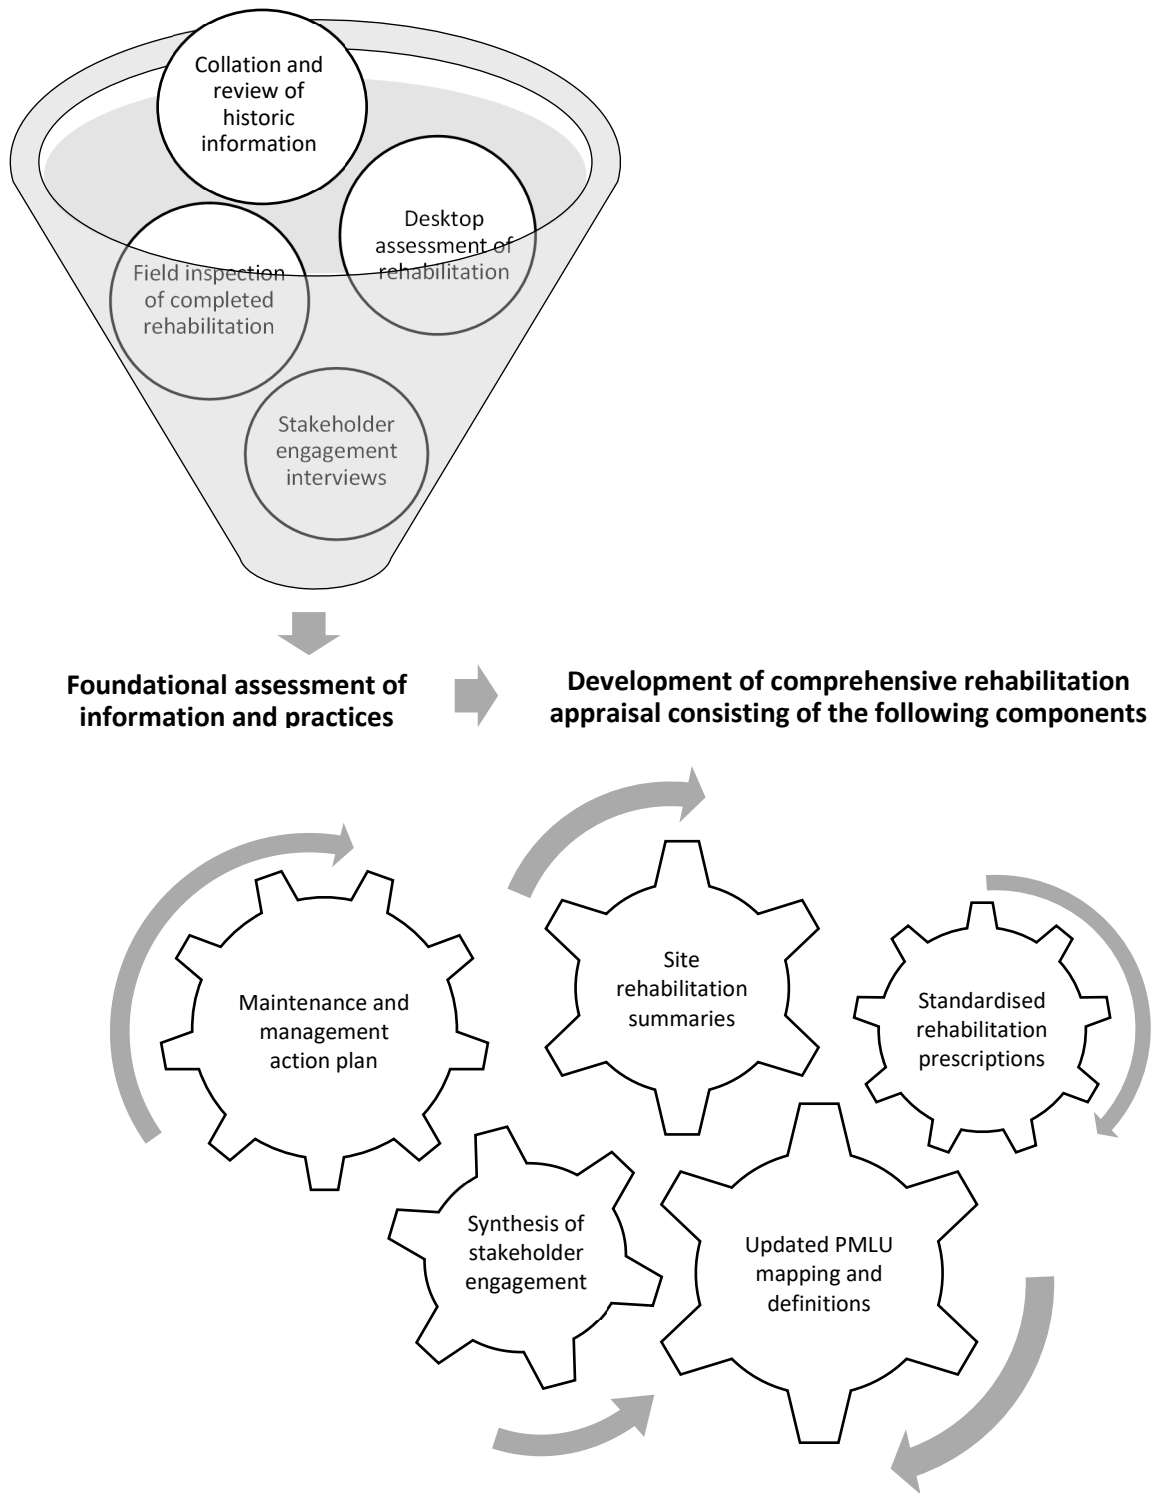 Collation and
review of
historic
information
Desktop
assessment of
rehabilitation
Field inspection
of completed
rehabilitation
Stakeholder
engagement
interviews
Foundational assessment of
information and practices
Development of comprehensive rehabilitation
appraisal consisting of the following components
Maintenance and
management
action plan
Site
rehabilitation
summaries
Standardised
rehabilitation
prescriptions
Synthesis of
stakeholder
engagement
Updated PMLU
mapping and
definitions